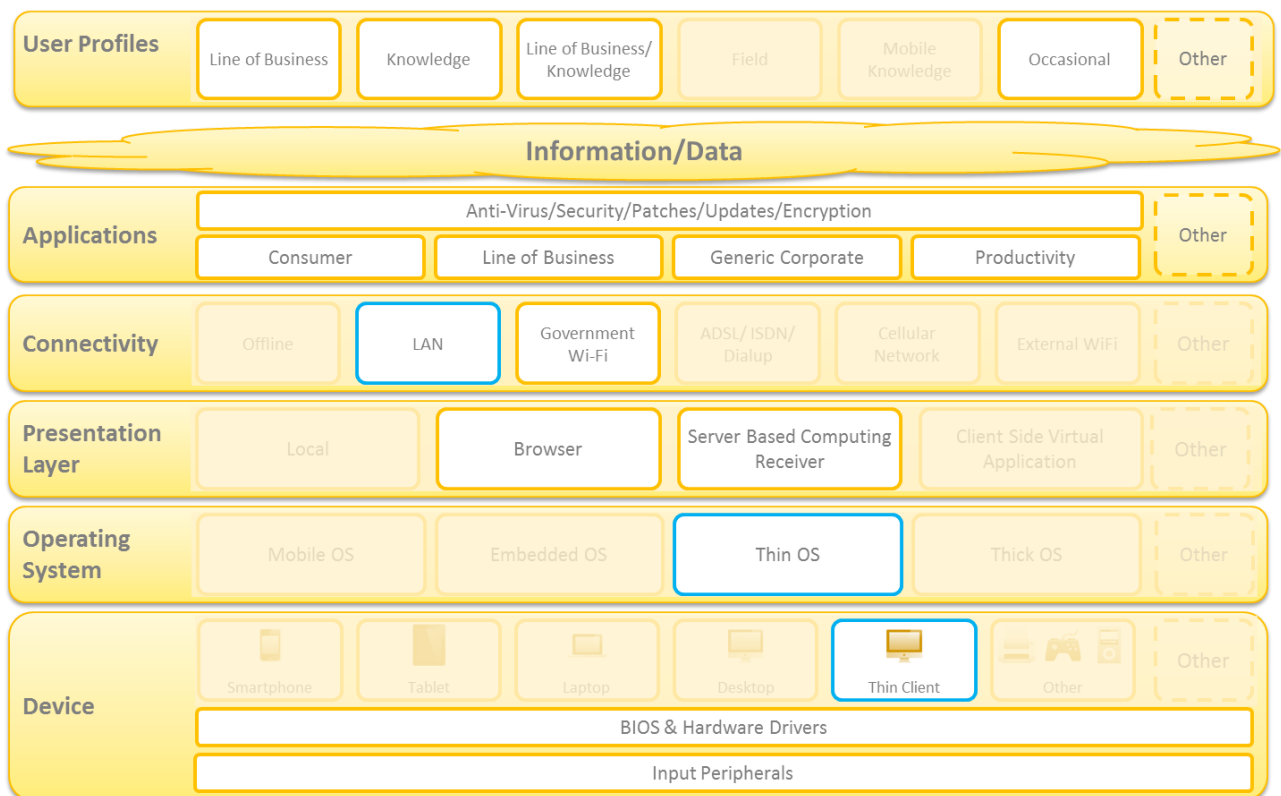 User Profiles
Line of Business
Knowledge
Line of Business/
Knowledge
Field
Mobile
Knowledge
Occasional
Other
Information/Data
Applications
Anti-Virus/Security/Patches/Updates/Encryption
Consumer
Line of Business
Generic Corporate
Productivity
Other
Connectivity
Offline
LAN
Government
Wi-Fi
ADSL/ ISDN/
Dialup
Cellular
Network
External WiFi
Other
Presentation
Layer
Local
Browser
Server Based Computing
Receiver
Client Side Virtual
Application
Other
Operating
System
Mobile OS
Embedded OS
Thin OS
Thick OS
Other
Device
Smartphone
Tablet
Laptop
Desktop
Thin Client
Other
Other
BIOS & Hardware Drivers
Input Peripherals